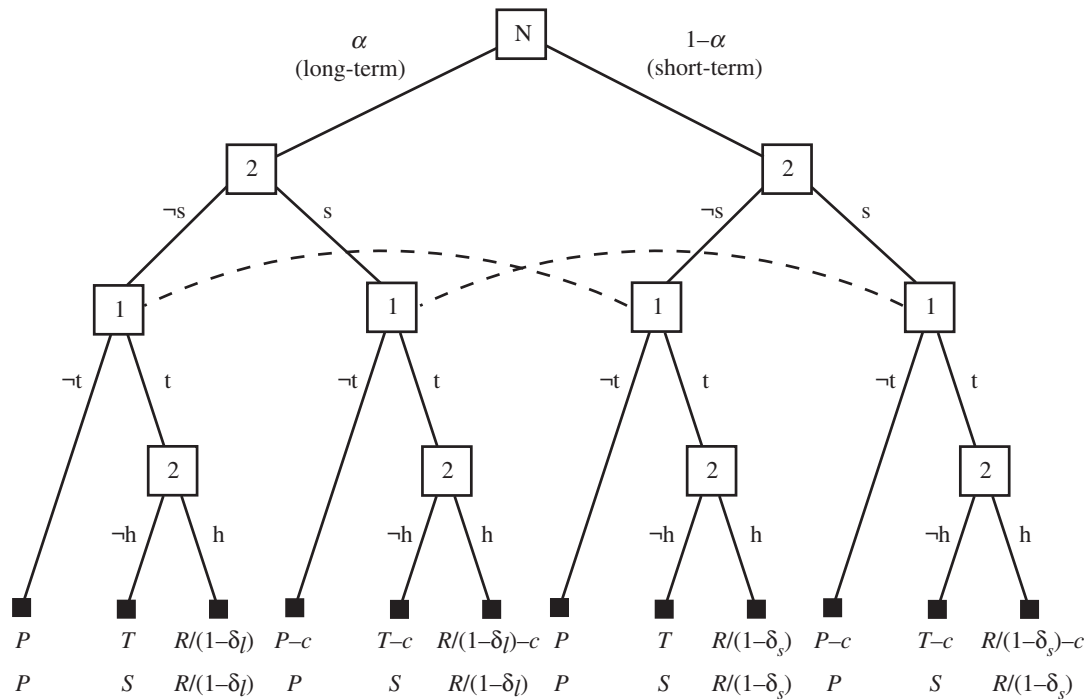 N
α
(long-term)
1–α
(short-term)
2 2
¬s s ¬s s
1 1 1 1
¬t t ¬t t ¬t t ¬t t
2 2 2 2
¬h h ¬h h ¬h h ¬h h
P T R/(1–δl) P–c T–c R/(1–δl)–c P T R/(1–δs) P–c T–c R/(1–δs)–c
P S R/(1–δl) P S R/(1–δl) P S R/(1–δs) P S R/(1–δs)